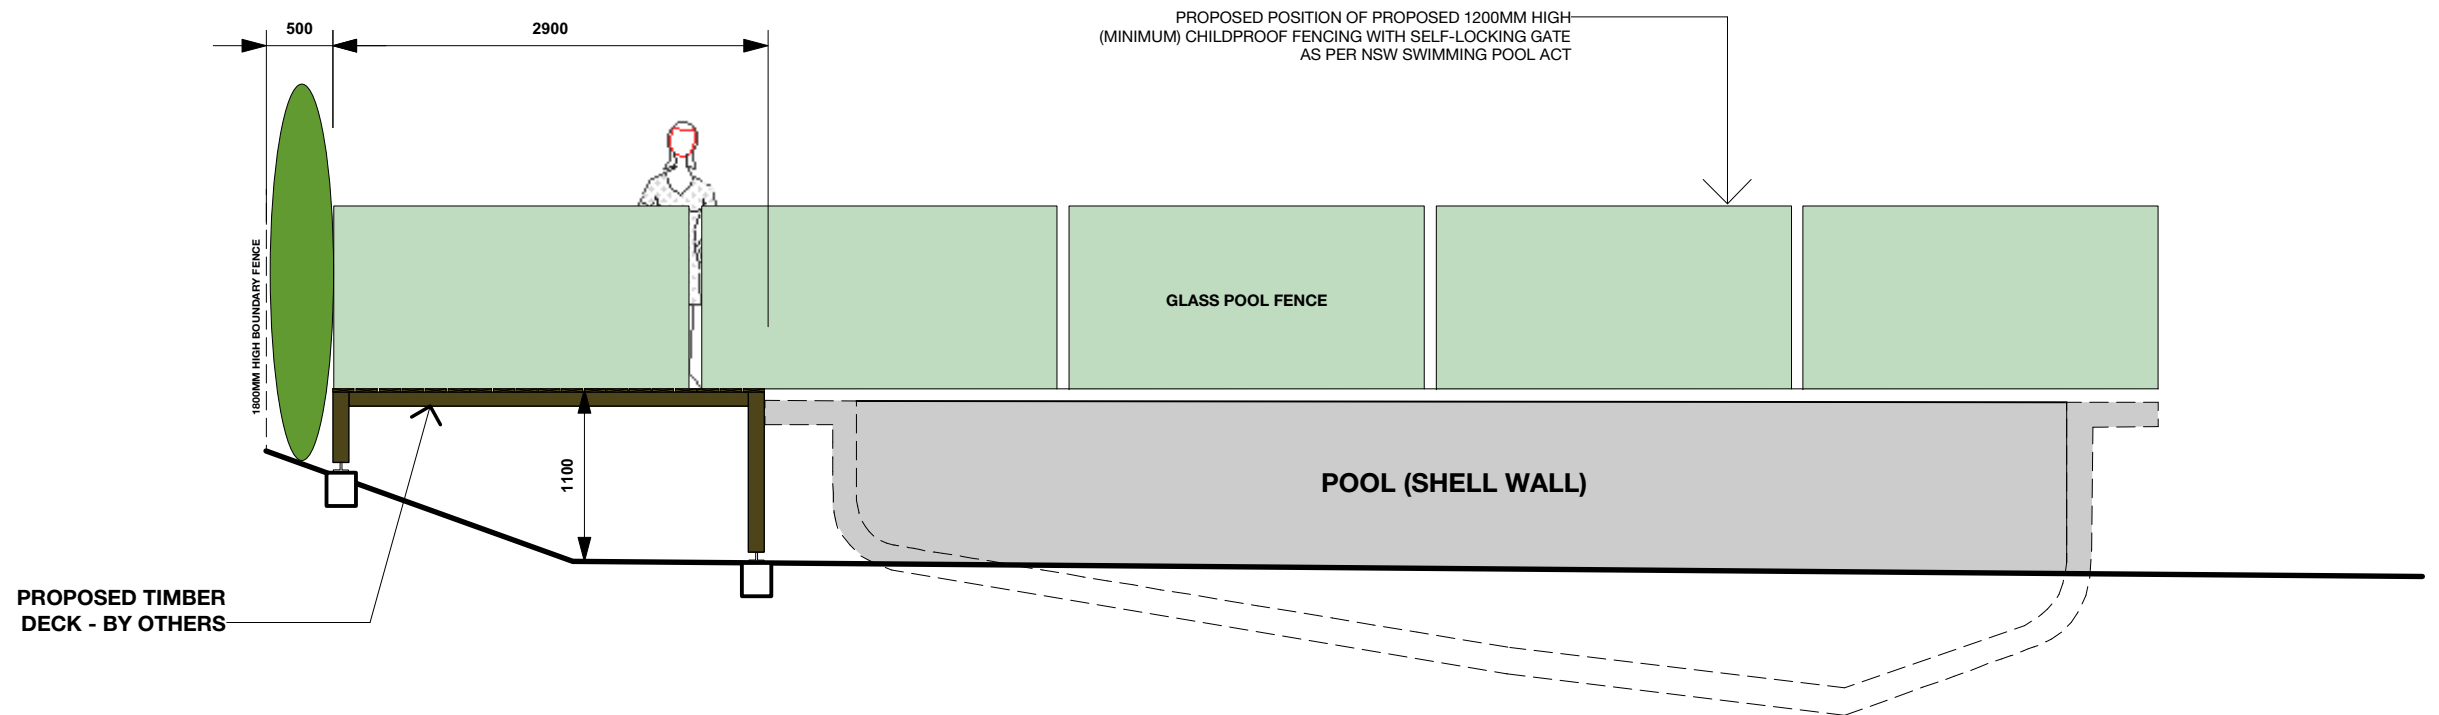 500
2900
PROPOSED POSITION OF PROPOSED 1200MM HIGH
(MINIMUM) CHILDPROOF FENCING WITH SELF-LOCKING GATE
AS PER NSW SWIMMING POOL ACT
1800MM HIGH BOUNDARY FENCE
GLASS POOL FENCE
1100
POOL (SHELL WALL)
PROPOSED TIMBER
DECK - BY OTHERS